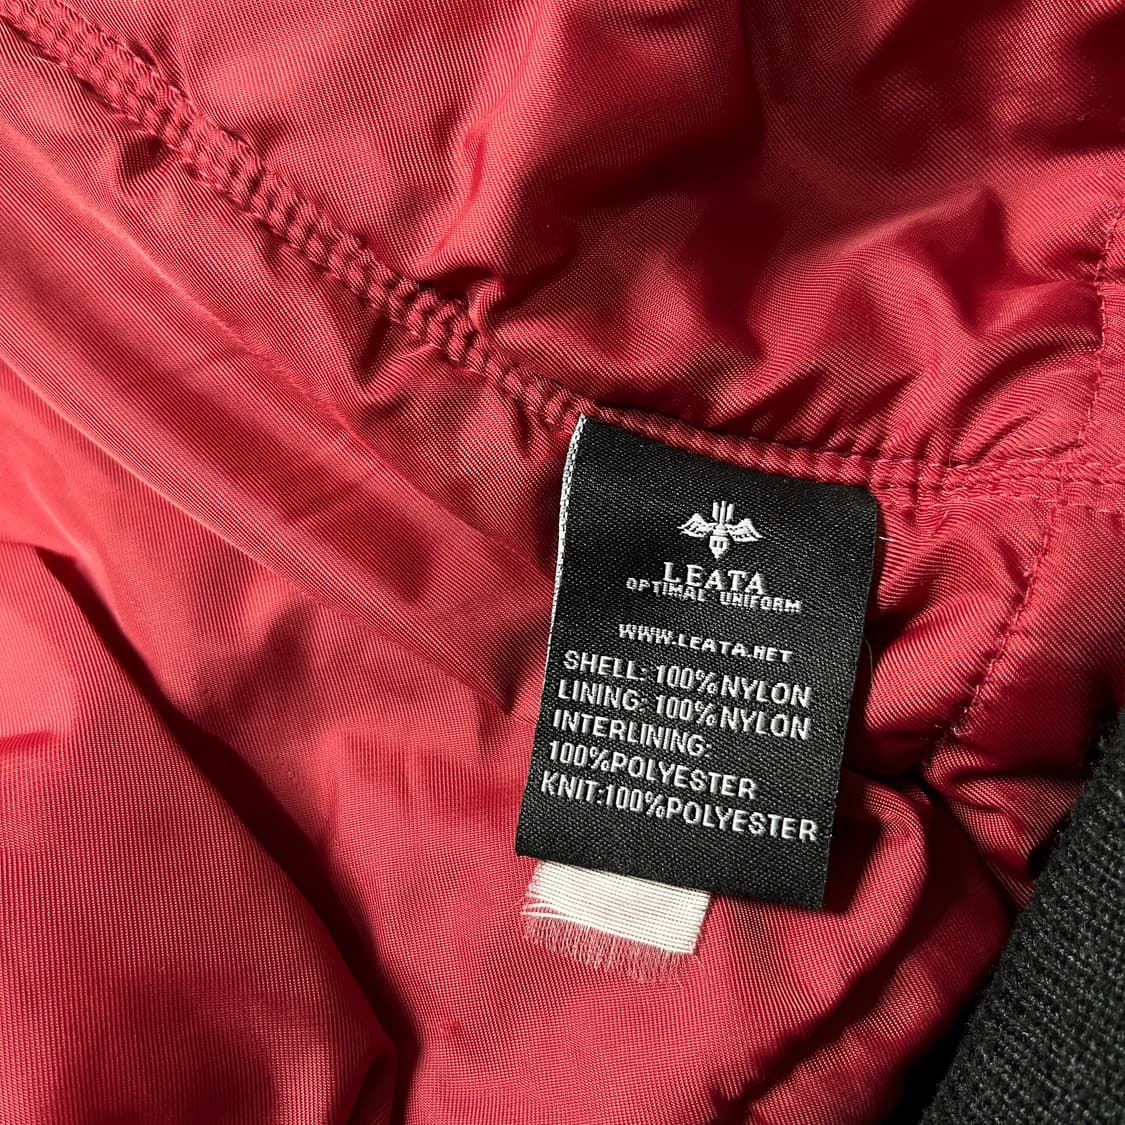 LEATA
OPTIMAL UNIFORM
WWW.LEATA.NET
SHELL: 100% NYLON
LINING: 100% NYLON
INTERLINING:
100%POLYESTER
KNIT:100%POLYESTER